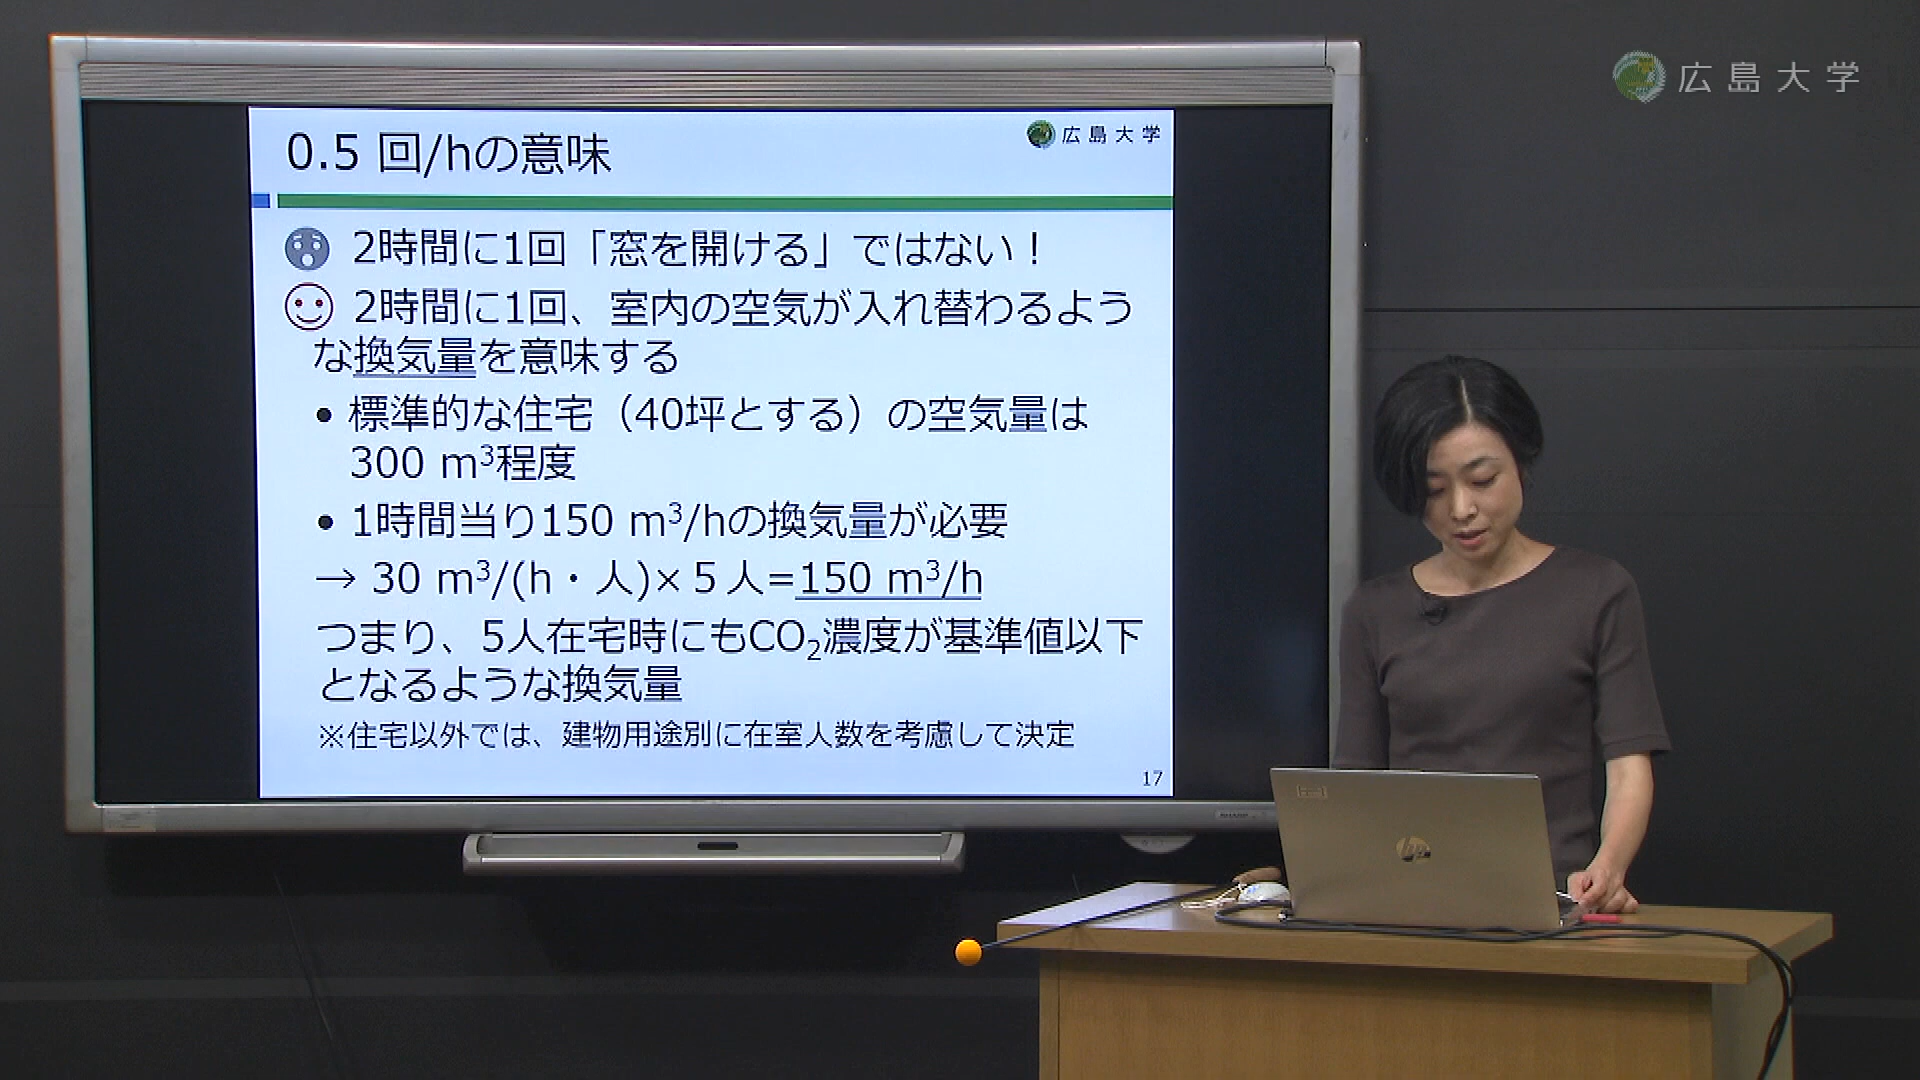 広島大学
0.5 回/hの意味
広島大学
2時間に1回「窓を開ける」ではない！
2時間に1回、室内の空気が入れ替わるよう
な換気量を意味する
• 標準的な住宅（40坪とする）の空気量は
300 m³程度
• 1時間当り150 m³/hの換気量が必要
→ 30 m³/(h・人)×５人=150 m³/h
つまり、5人在宅時にもCO₂濃度が基準値以下
となるような換気量
※住宅以外では、建物用途別に在室人数を考慮して決定
17
hp